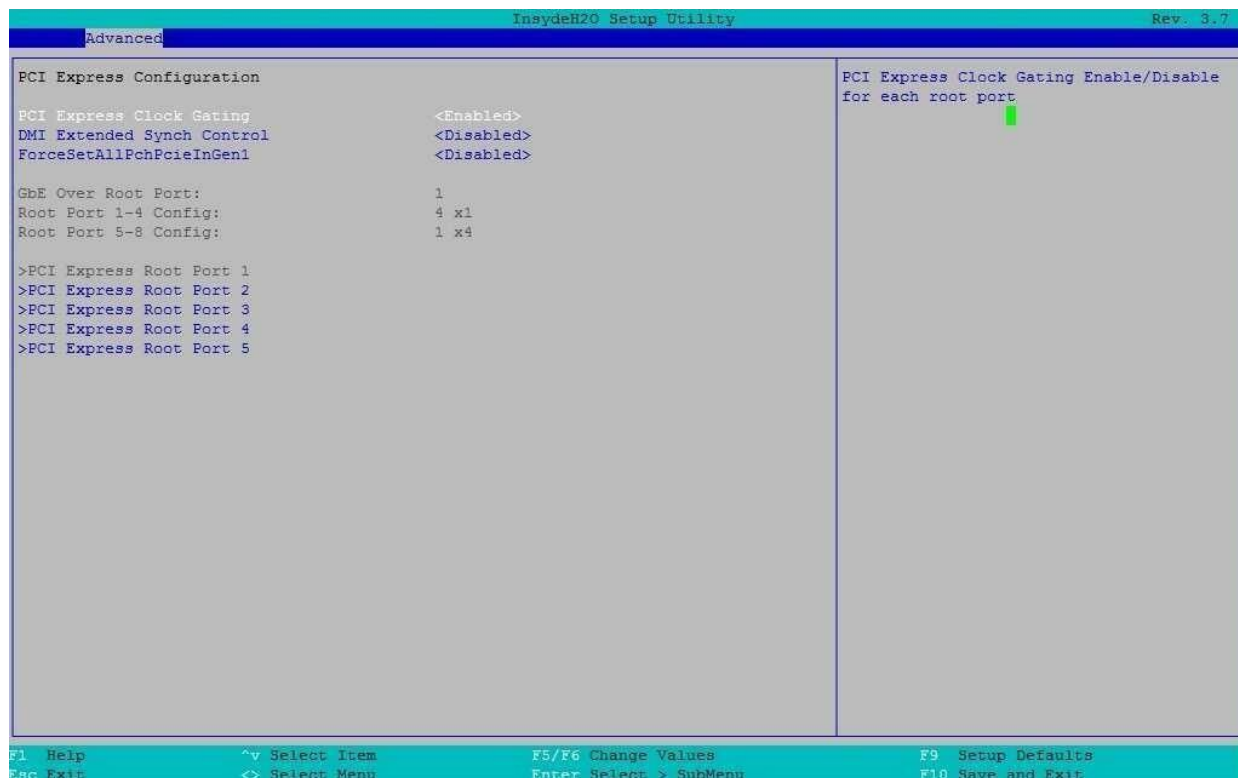 InsydeH2O Setup Utility Rev. 3.7
Advanced
PCI Express Configuration
PCI Express Clock Gating <Enabled>
DMI Extended Synch Control <Disabled>
ForceSetAllPchPcieInGen1 <Disabled>
GbE Over Root Port: 1
Root Port 1-4 Config: 4 x1
Root Port 5-8 Config: 1 x4
>PCI Express Root Port 1
>PCI Express Root Port 2
>PCI Express Root Port 3
>PCI Express Root Port 4
>PCI Express Root Port 5
PCI Express Clock Gating Enable/Disable
for each root port
F1 Help ^v Select Item F5/F6 Change Values F9 Setup Defaults
Esc Exit <> Select Menu Enter Select > SubMenu F10 Save and Exit